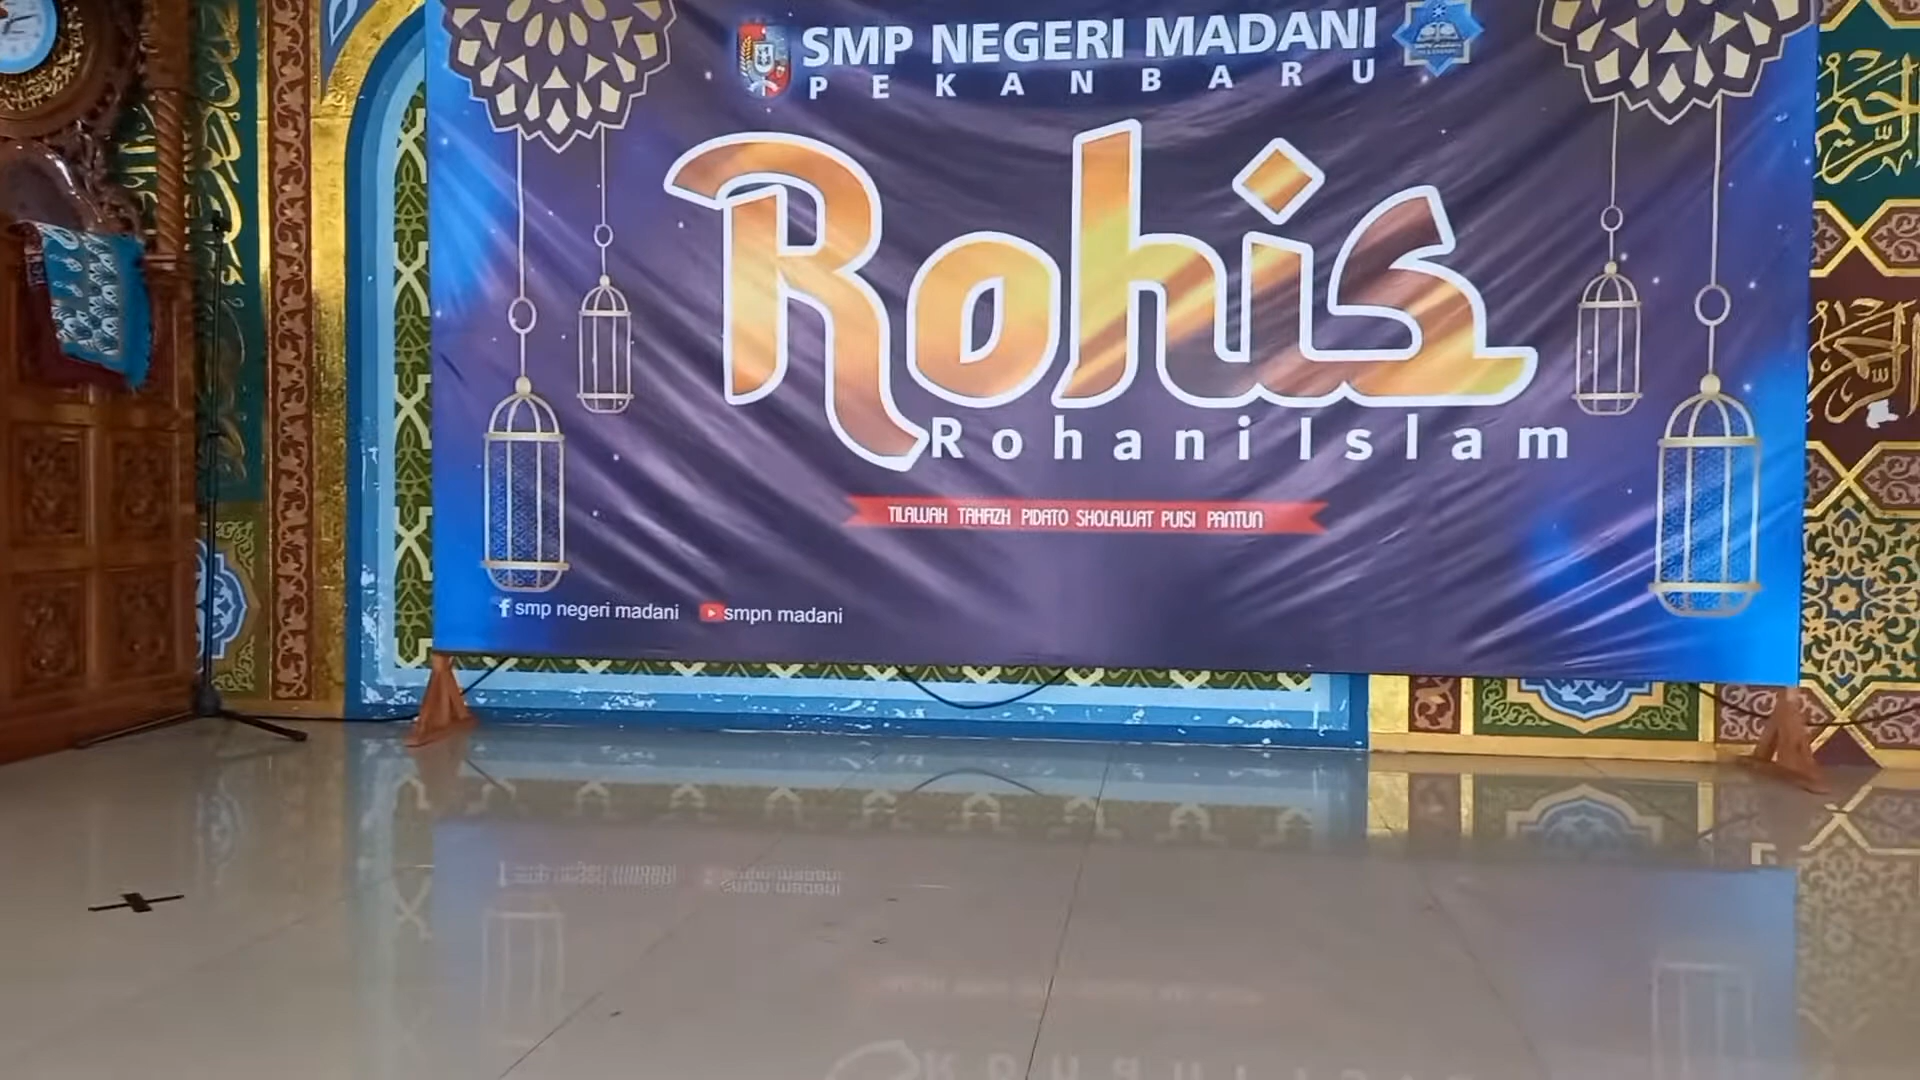 SMP NEGERI MADANI
PEKANBARU
Rohis
Rohani Islam
TILAWAH TAHFIZH PIDATO SHOLAWAT PUISI PANTUN
smp negeri madani
smpn madani